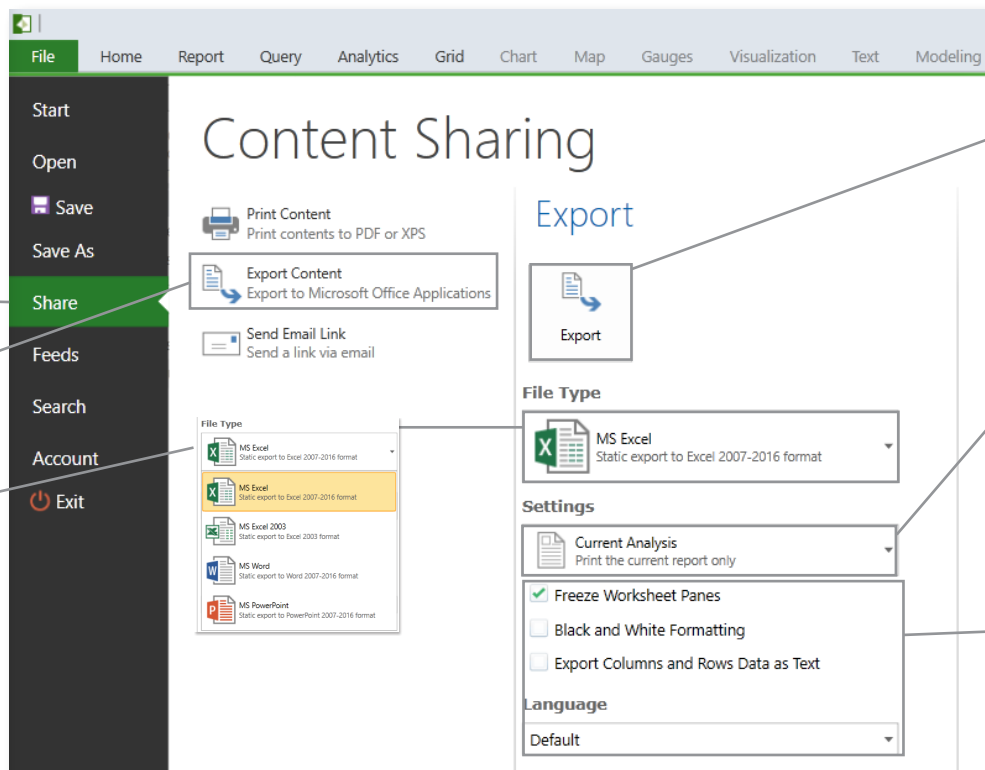 File Home Report Query Analytics Grid Chart Map Gauges Visualization Text Modeling
Start
Open
Save
Save As
Share
Feeds
Search
Account
Exit
Content Sharing
Print Content
Print contents to PDF or XPS
Export Content
Export to Microsoft Office Applications
Send Email Link
Send a link via email
File Type
MS Excel
Static export to Excel 2007-2016 format
MS Excel
Static export to Excel 2007-2016 format
MS Excel 2003
Static export to Excel 2003 format
MS Word
Static export to Word 2007-2016 format
MS PowerPoint
Static export to PowerPoint 2007-2016 format
Export
Export
File Type
MS Excel
Static export to Excel 2007-2016 format
Settings
Current Analysis
Print the current report only
Freeze Worksheet Panes
Black and White Formatting
Export Columns and Rows Data as Text
Language
Default